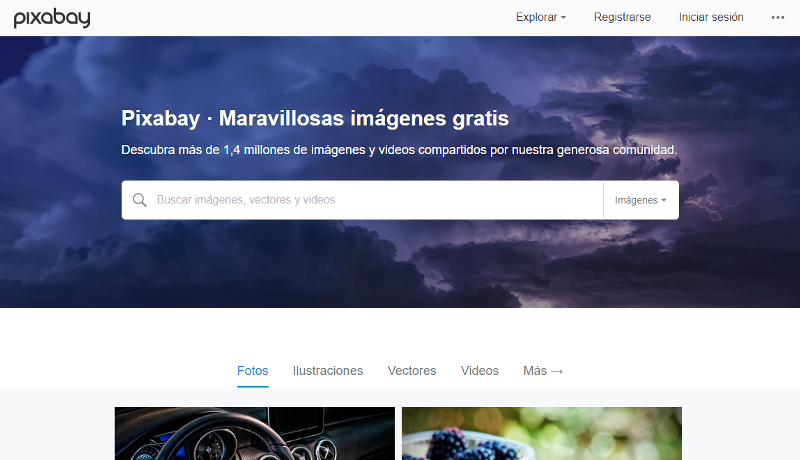 pixabay
Explorar
Registrarse
Iniciar sesión
Pixabay · Maravillosas imágenes gratis
Descubra más de 1,4 millones de imágenes y videos compartidos por nuestra generosa comunidad.
Buscar imágenes, vectores y videos
Imágenes
Fotos
Ilustraciones
Vectores
Videos
Más →